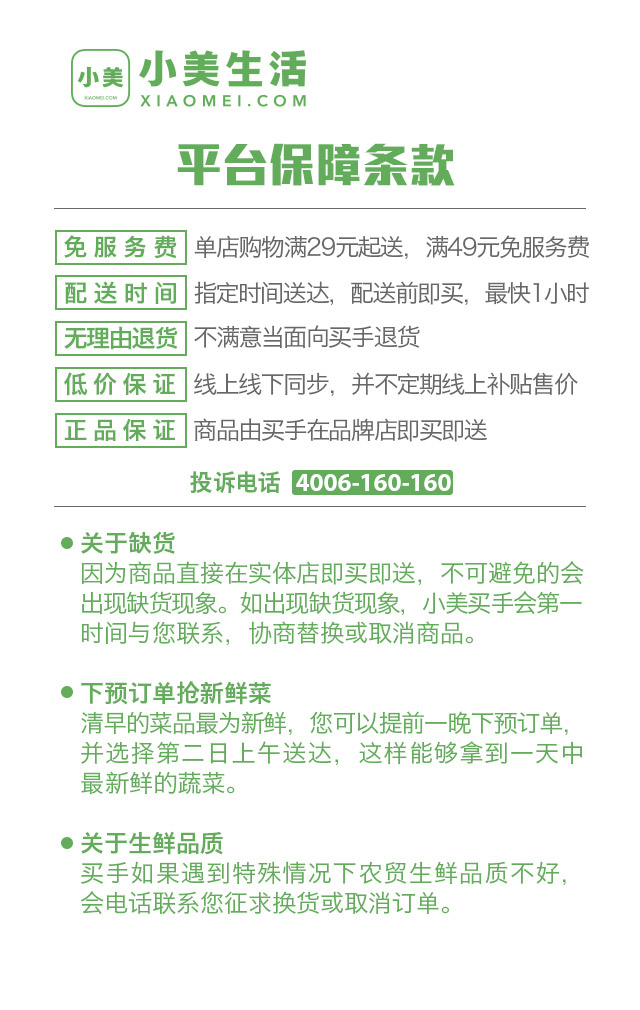 小美
XIAOMEI.COM
小美生活
XIAOMEI.COM
平台保障条款
免服务费 单店购物满29元起送，满49元免服务费
配送时间 指定时间送达，配送前即买，最快1小时
无理由退货 不满意当面向买手退货
低价保证 线上线下同步，并不定期线上补贴售价
正品保证 商品由买手在品牌店即买即送
投诉电话 4006-160-160
● 关于缺货
因为商品直接在实体店即买即送，不可避免的会
出现缺货现象。如出现缺货现象，小美买手会第一
时间与您联系，协商替换或取消商品。
● 下预订单抢新鲜菜
清早的菜品最为新鲜，您可以提前一晚下预订单，
并选择第二日上午送达，这样能够拿到一天中
最新鲜的蔬菜。
● 关于生鲜品质
买手如果遇到特殊情况下农贸生鲜品质不好，
会电话联系您征求换货或取消订单。